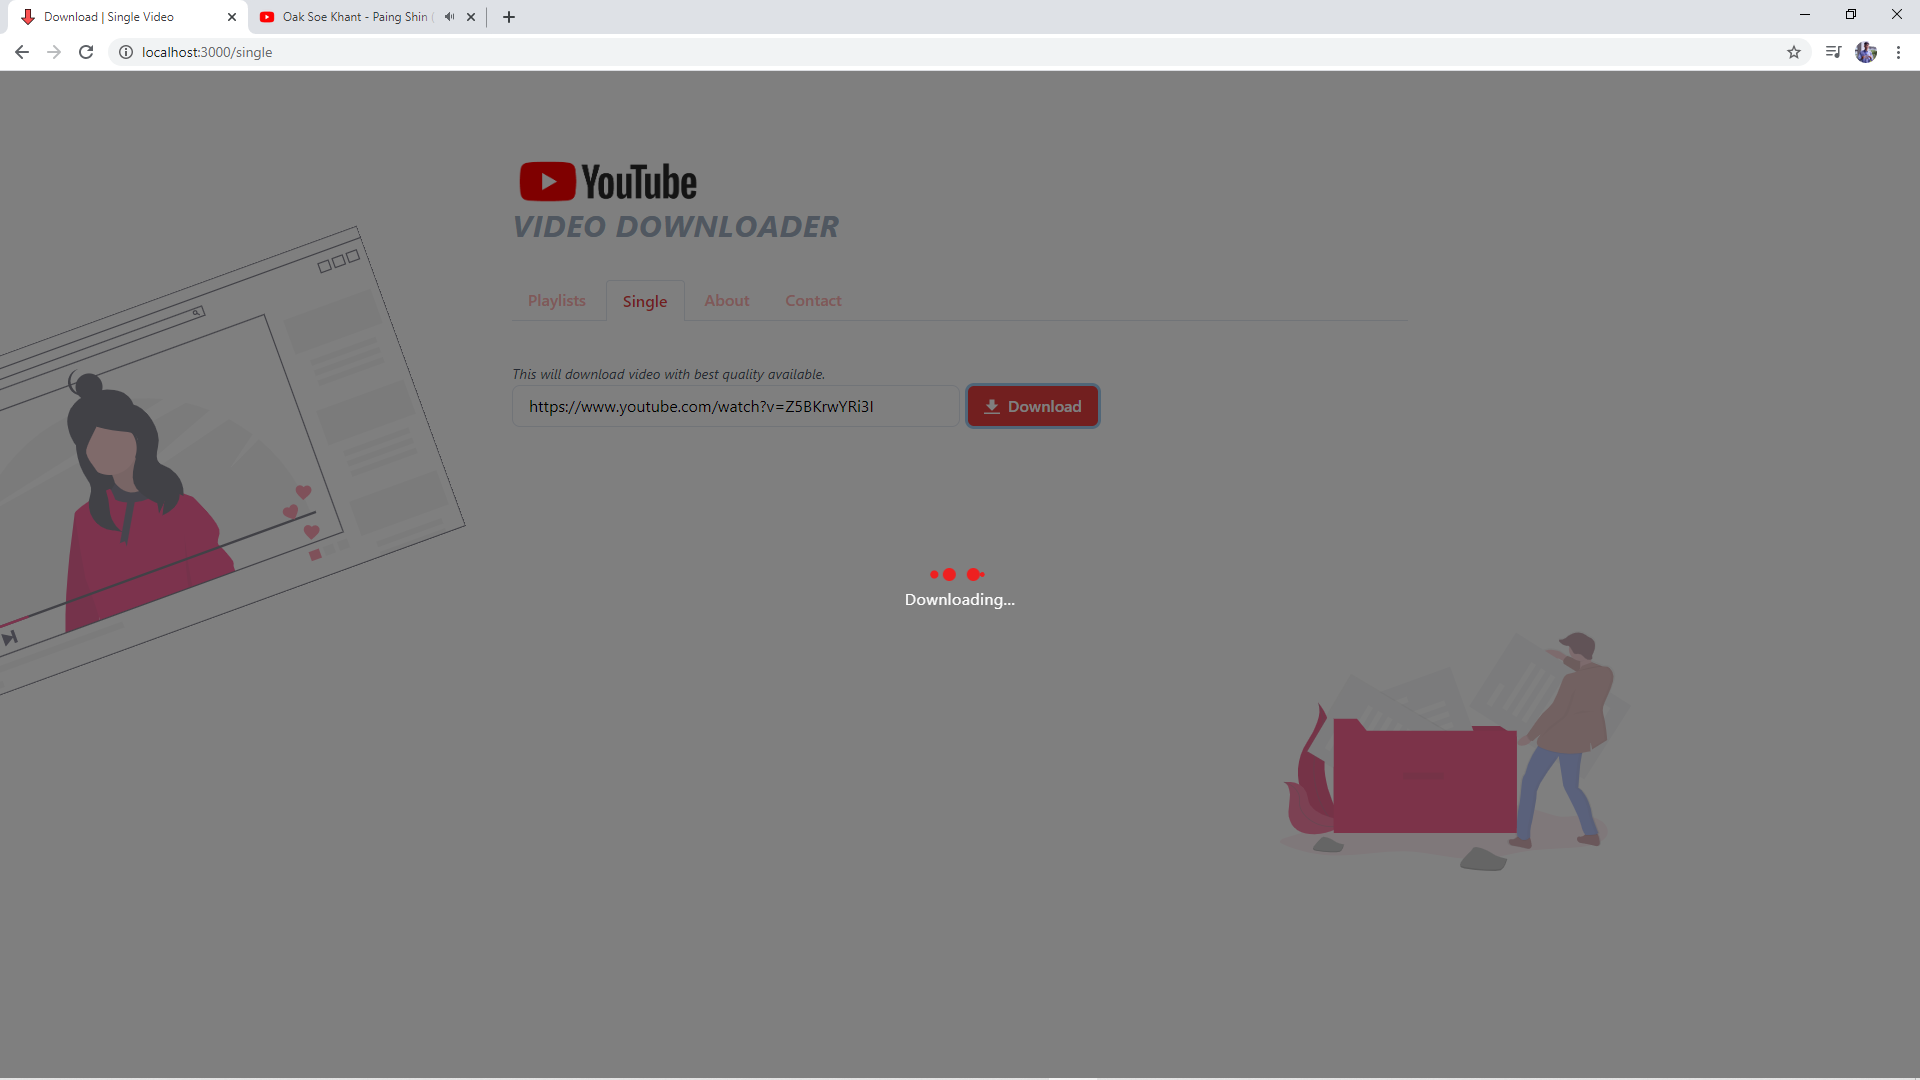 Download | Single Video
Oak Soe Khant - Paing Shin
localhost:3000/single
YouTube
VIDEO DOWNLOADER
Playlists
Single
About
Contact
This will download video with best quality available.
https://www.youtube.com/watch?v=Z5BKrwYRi3I
Download
Downloading...